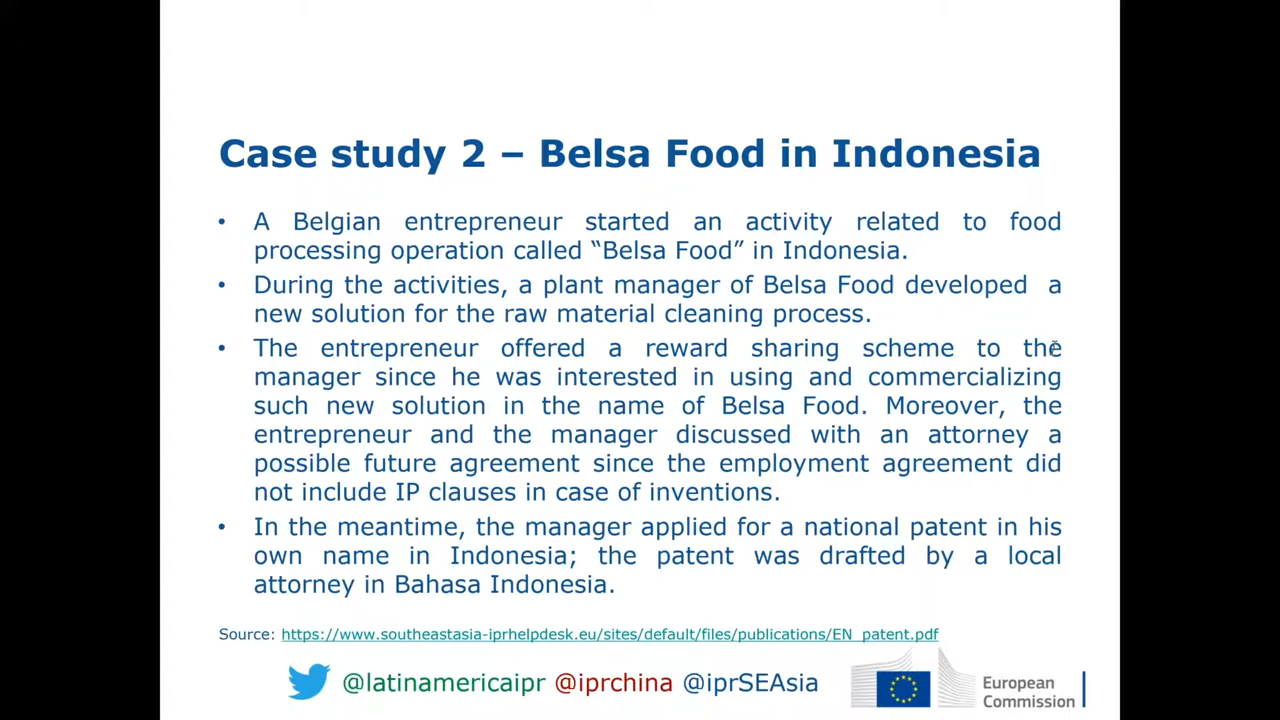 Case study 2 – Belsa Food in Indonesia
• A Belgian entrepreneur started an activity related to food
processing operation called “Belsa Food” in Indonesia.
• During the activities, a plant manager of Belsa Food developed a
new solution for the raw material cleaning process.
• The entrepreneur offered a reward sharing scheme to the
manager since he was interested in using and commercializing
such new solution in the name of Belsa Food. Moreover, the
entrepreneur and the manager discussed with an attorney a
possible future agreement since the employment agreement did
not include IP clauses in case of inventions.
• In the meantime, the manager applied for a national patent in his
own name in Indonesia; the patent was drafted by a local
attorney in Bahasa Indonesia.
Source: https://www.southeastasia-iprhelpdesk.eu/sites/default/files/publications/EN_patent.pdf
@latinamericaipr @iprchina @iprSEAsia
European
Commission